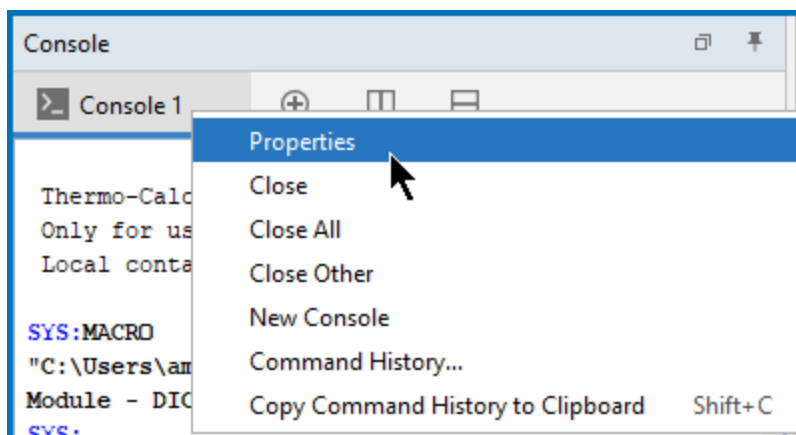 Console
Console 1
Properties
Close
Close All
Close Other
New Console
Command History...
Copy Command History to Clipboard Shift+C
Thermo-Calc
Only for us
Local conta
SYS:MACRO
"C:\Users\am
Module - DIC
SYS: